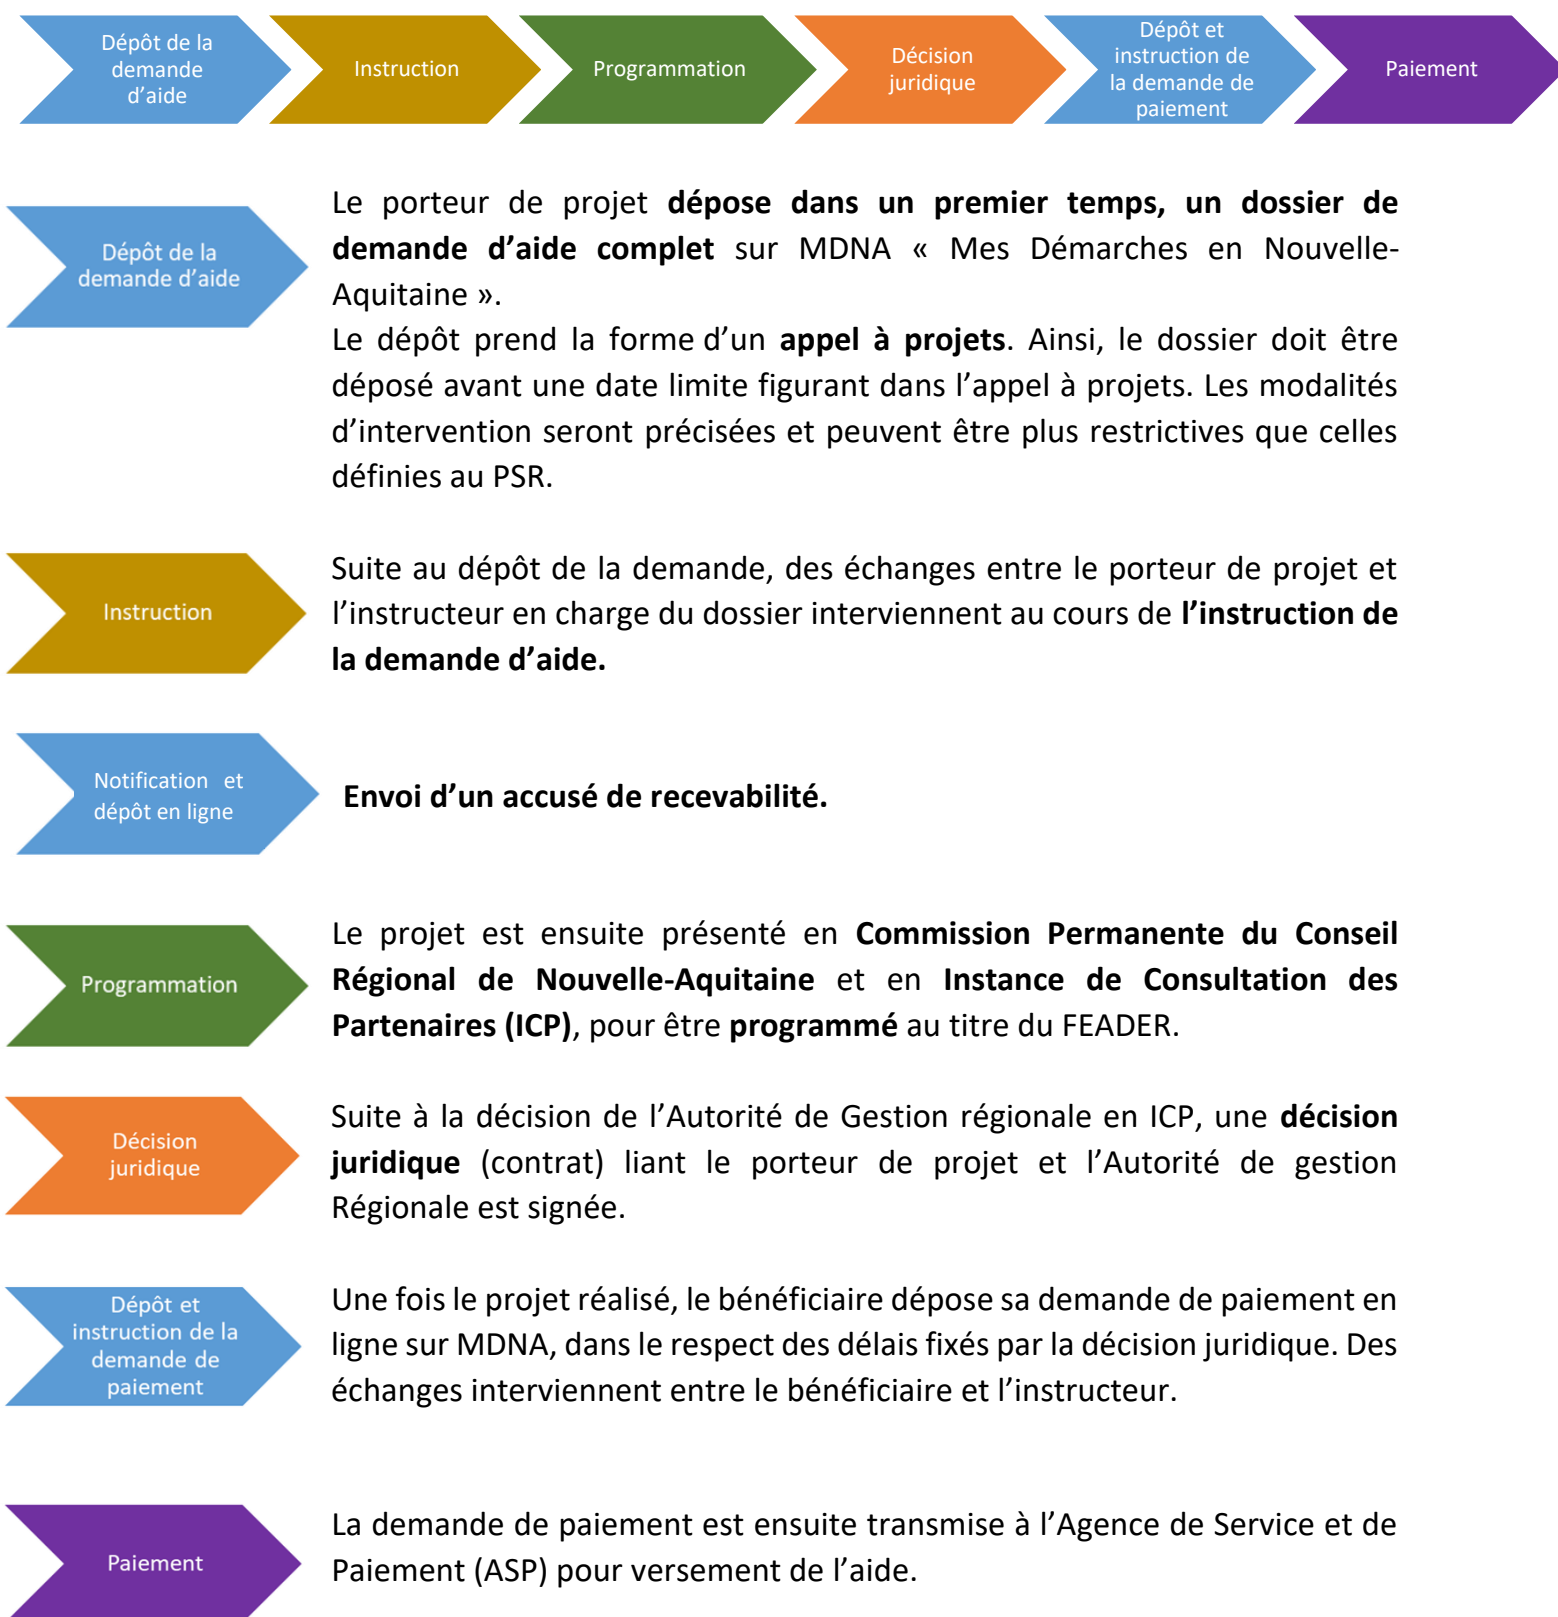 Dépôt de la
demande
d’aide
Instruction
Programmation
Décision
juridique
Dépôt et
instruction de
la demande de
paiement
Paiement
Dépôt de la
demande d’aide
Le porteur de projet dépose dans un premier temps, un dossier de
demande d’aide complet sur MDNA « Mes Démarches en Nouvelle-
Aquitaine ».
Le dépôt prend la forme d’un appel à projets. Ainsi, le dossier doit être
déposé avant une date limite figurant dans l’appel à projets. Les modalités
d’intervention seront précisées et peuvent être plus restrictives que celles
définies au PSR.
Instruction
Suite au dépôt de la demande, des échanges entre le porteur de projet et
l’instructeur en charge du dossier interviennent au cours de l’instruction de
la demande d’aide.
Notification et
dépôt en ligne
Envoi d’un accusé de recevabilité.
Programmation
Le projet est ensuite présenté en Commission Permanente du Conseil
Régional de Nouvelle-Aquitaine et en Instance de Consultation des
Partenaires (ICP), pour être programmé au titre du FEADER.
Décision
juridique
Suite à la décision de l’Autorité de Gestion régionale en ICP, une décision
juridique (contrat) liant le porteur de projet et l’Autorité de gestion
Régionale est signée.
Dépôt et
instruction de la
demande de
paiement
Une fois le projet réalisé, le bénéficiaire dépose sa demande de paiement en
ligne sur MDNA, dans le respect des délais fixés par la décision juridique. Des
échanges interviennent entre le bénéficiaire et l’instructeur.
Paiement
La demande de paiement est ensuite transmise à l’Agence de Service et de
Paiement (ASP) pour versement de l’aide.